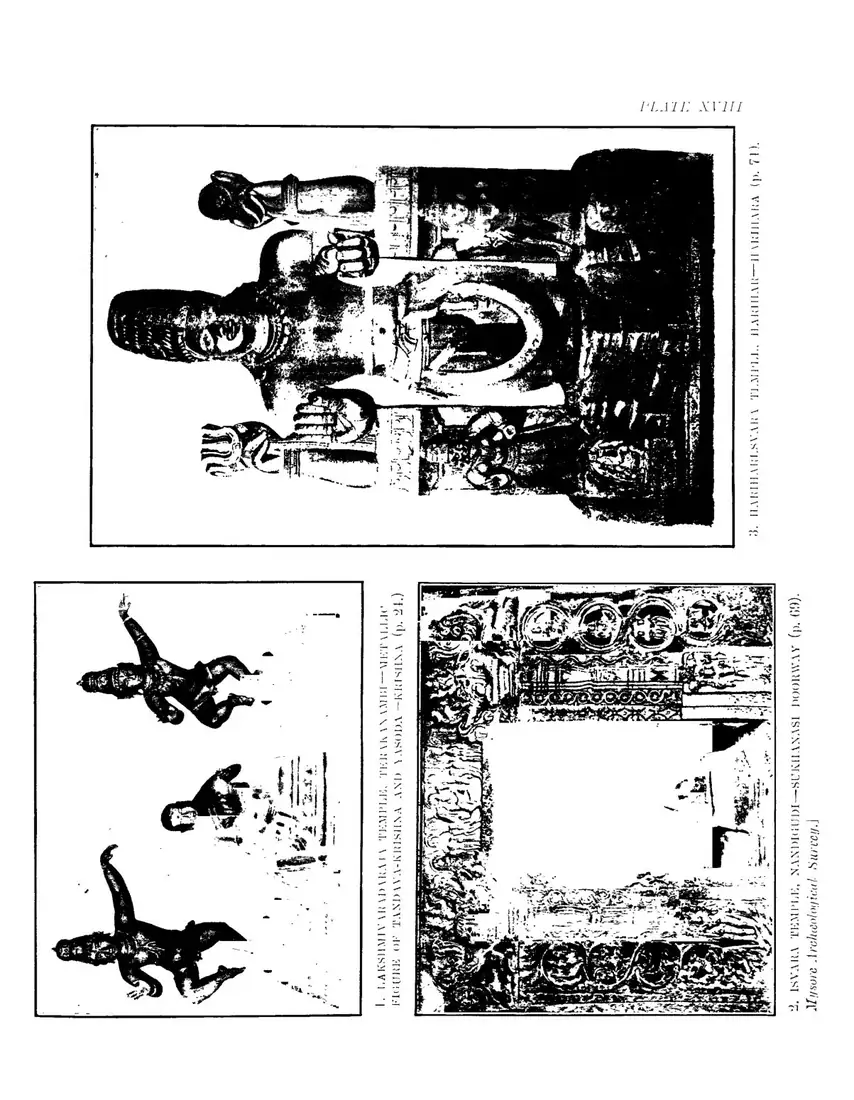 PLATE XVIII
1. LAKSHMIVARADARAJA TEMPLE, TERAKANAMBI—METALLIC
FIGURE OF TANDAVA-KRISHNA AND YASODA-KRISHNA (p. 24.)
2. ISVARA TEMPLE, NANDIGUDI—SUKHANASI DOORWAY (p. 69).
3. HARIHARESVARA TEMPLE, HARIHAR—HARIHARA (p. 71).
Mysore Archaeological Survey.]